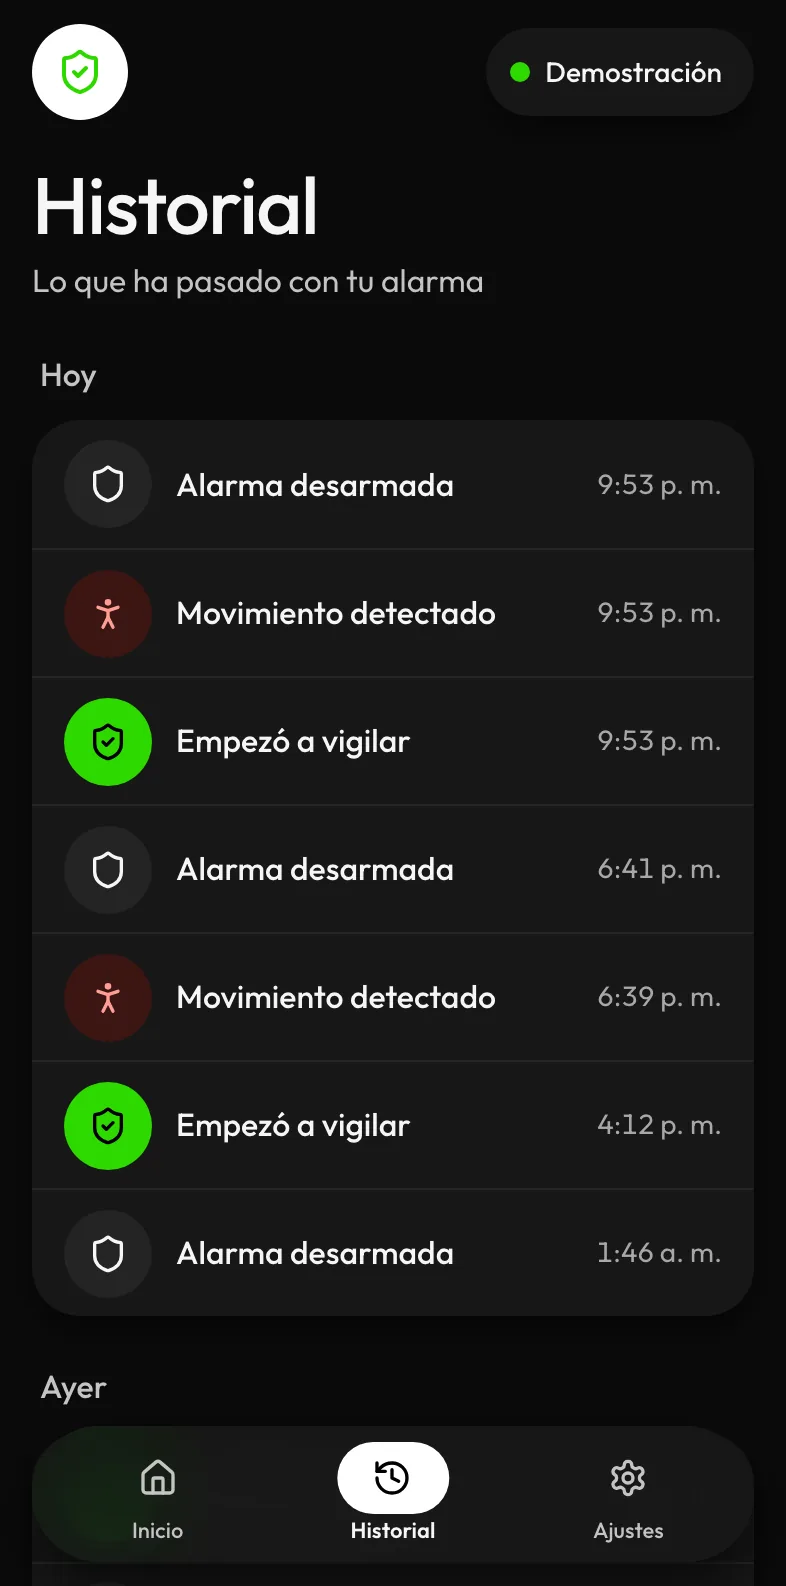 Demostración
Historial
Lo que ha pasado con tu alarma
Hoy
Alarma desarmada 9:53 p. m.
Movimiento detectado 9:53 p. m.
Empezó a vigilar 9:53 p. m.
Alarma desarmada 6:41 p. m.
Movimiento detectado 6:39 p. m.
Empezó a vigilar 4:12 p. m.
Alarma desarmada 1:46 a. m.
Ayer
Inicio Historial Ajustes